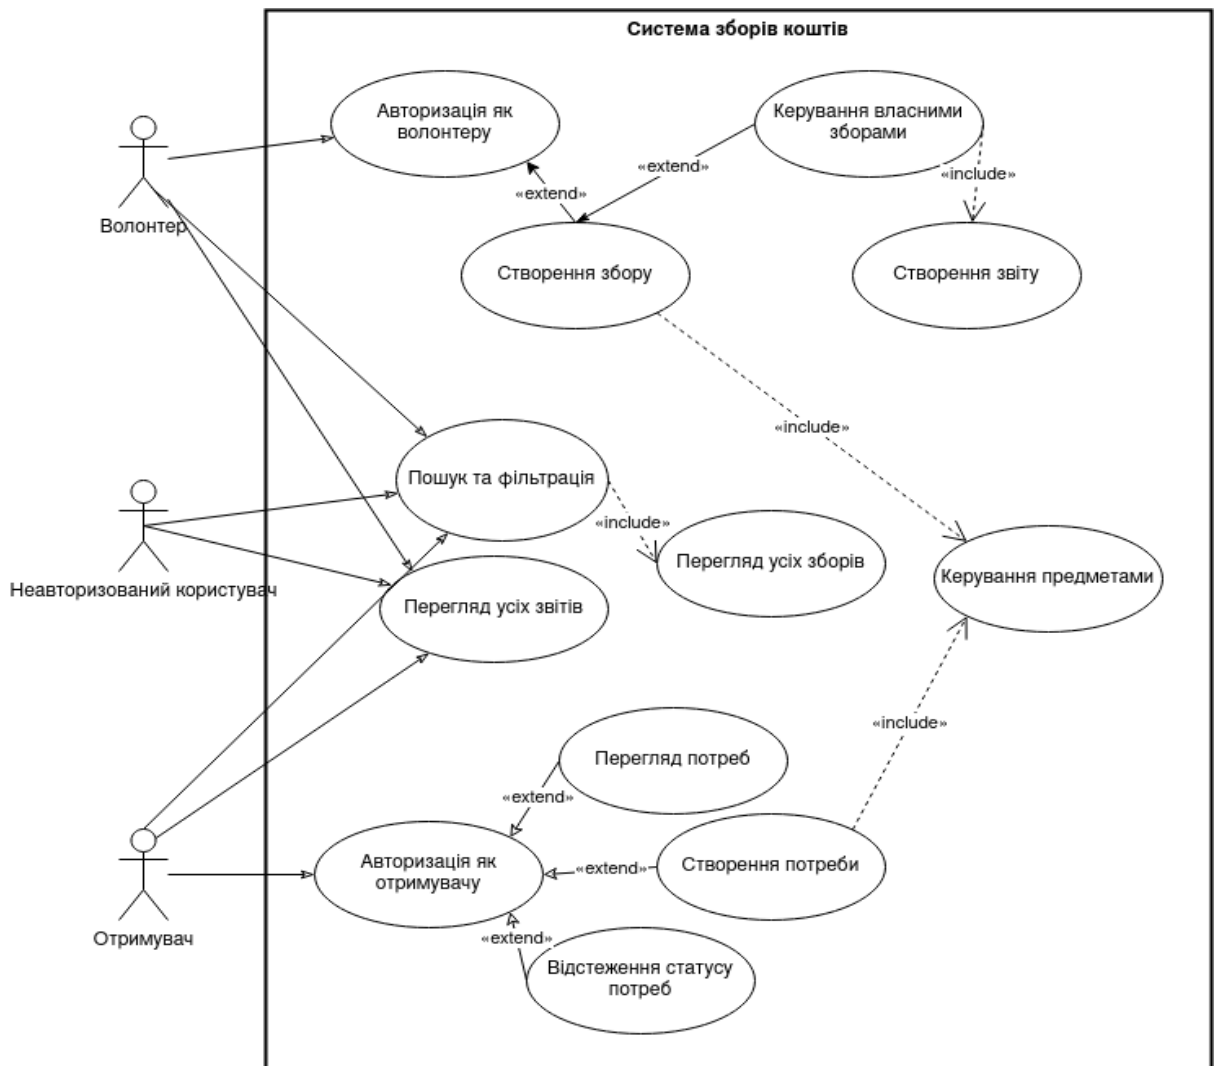 Система зборів коштів
Авторизація як
волонтеру
Керування власними
зборами
«extend»
«extend»
«include»
Волонтер
Створення збору
Створення звіту
«include»
Пошук та фільтрація
«include»
Перегляд усіх зборів
Керування предметами
Неавторизований користувач
Перегляд усіх звітів
«include»
Перегляд потреб
«extend»
Авторизація як
отримувачу
«extend»
Створення потреби
Отримувач
«extend»
Відстеження статусу
потреб